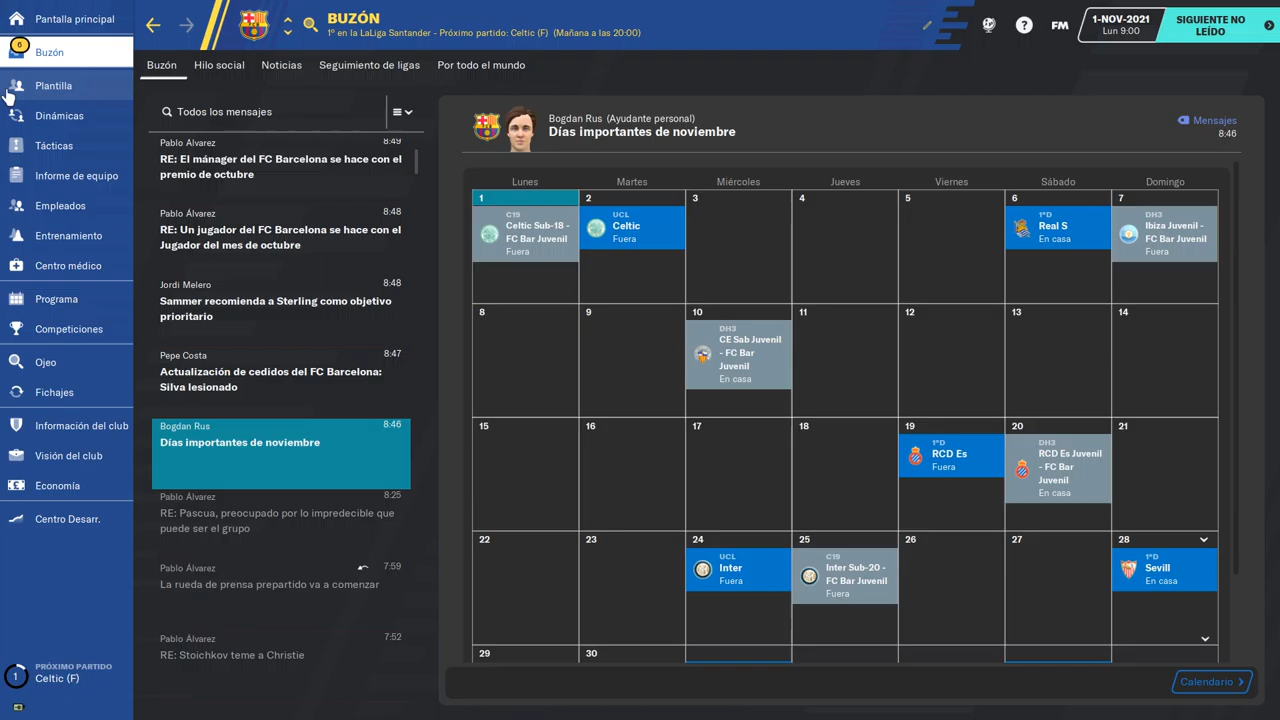 Pantalla principal
6
Buzón
Plantilla
Dinámicas
Tácticas
Informe de equipo
Empleados
Entrenamiento
Centro médico
Programa
Competiciones
Ojeo
Fichajes
Información del club
Visión del club
Economía
Centro Desarr.
1
PRÓXIMO PARTIDO
Celtic (F)
BUZÓN
1º en la LaLiga Santander - Próximo partido: Celtic (F) (Mañana a las 20:00)
FM
1-NOV-2021
Lun 9:00
SIGUIENTE NO
LEÍDO
Buzón
Hilo social
Noticias
Seguimiento de ligas
Por todo el mundo
Todos los mensajes
Pablo Álvarez
8:49
RE: El mánager del FC Barcelona se hace con el
premio de octubre
Pablo Álvarez
8:48
RE: Un jugador del FC Barcelona se hace con el
Jugador del mes de octubre
Jordi Melero
8:48
Sammer recomienda a Sterling como objetivo
prioritario
Pepe Costa
8:47
Actualización de cedidos del FC Barcelona:
Silva lesionado
Bogdan Rus
8:46
Días importantes de noviembre
Pablo Álvarez
8:25
RE: Pascua, preocupado por lo impredecible que
puede ser el grupo
Pablo Álvarez
7:59
La rueda de prensa prepartido va a comenzar
Pablo Álvarez
7:52
RE: Stoichkov teme a Christie
Bogdan Rus (Ayudante personal)
Días importantes de noviembre
Mensajes
8:46
Lunes
Martes
Miércoles
Jueves
Viernes
Sábado
Domingo
1
C19
Celtic Sub-18 -
FC Bar Juvenil
Fuera
2
UCL
Celtic
Fuera
3
4
5
6
1ªD
Real S
En casa
7
DH3
Ibiza Juvenil -
FC Bar Juvenil
Fuera
8
9
10
DH3
CE Sab Juvenil
- FC Bar
Juvenil
En casa
11
12
13
14
15
16
17
18
19
1ªD
RCD Es
Fuera
20
DH3
RCD Es Juvenil
- FC Bar
Juvenil
En casa
21
22
23
24
UCL
Inter
Fuera
25
C19
Inter Sub-20 -
FC Bar Juvenil
Fuera
26
27
28
1ªD
Sevill
En casa
29
30
Calendario